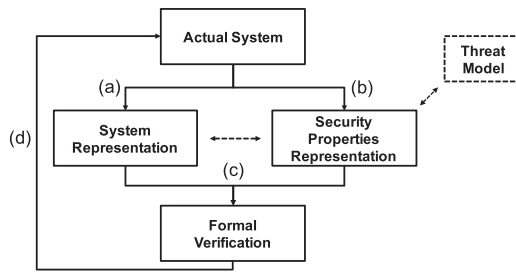 Actual System
Threat
Model
(a)
(b)
(d)
System
Representation
Security
Properties
Representation
(c)
Formal
Verification